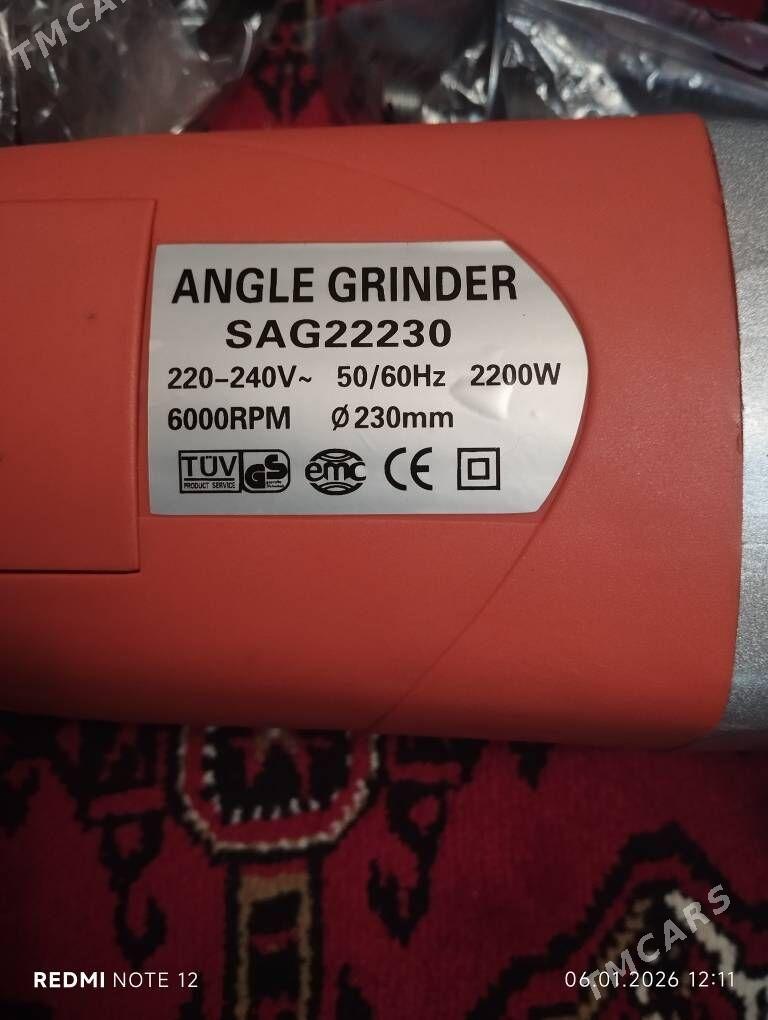 TMCARS
ANGLE GRINDER
SAG22230
220-240V~ 50/60Hz 2200W
6000RPM Ø230mm
TÜV PRODUCT SERVICE GS emc CE
TMCARS
REDMI NOTE 12 06.01.2026 12:11